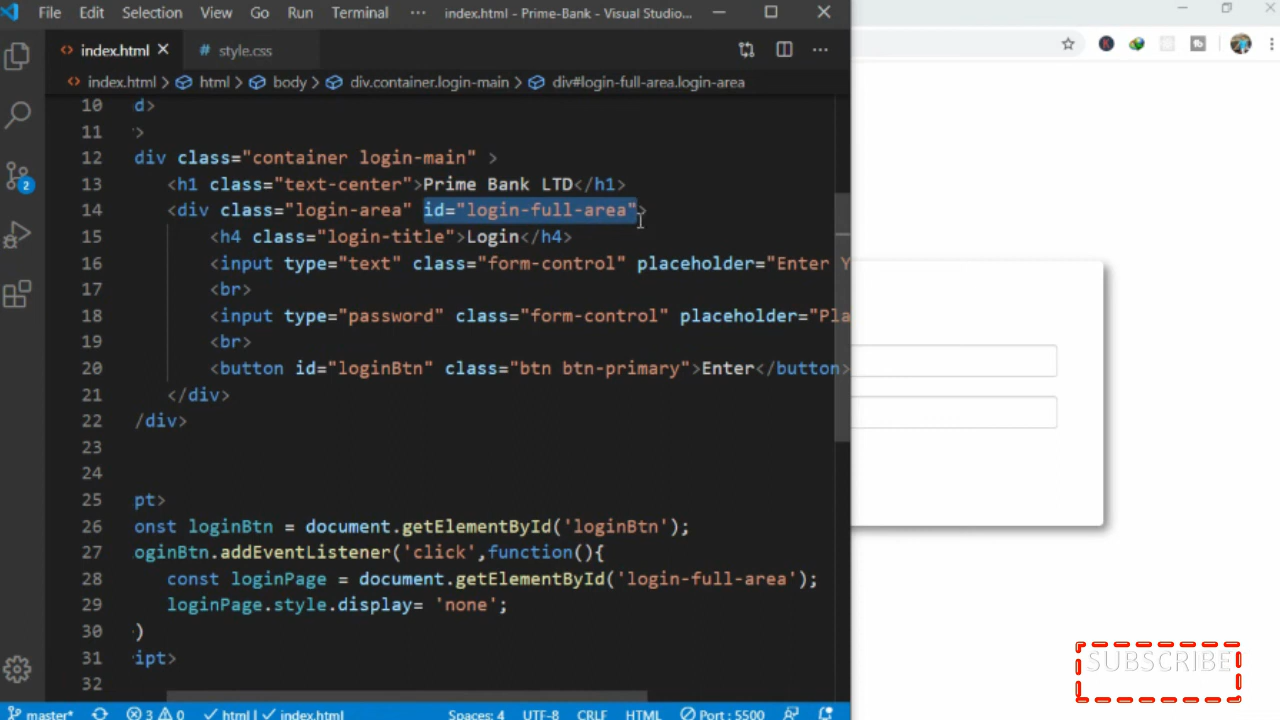 File Edit Selection View Go Run Terminal ··· index.html - Prime-Bank - Visual Studio...
index.html style.css
index.html > html > body > div.container.login-main > div#login-full-area.login-area
10 d>
11 >
12 div class="container login-main" >
13 <h1 class="text-center">Prime Bank LTD</h1>
14 <div class="login-area" id="login-full-area">
15 <h4 class="login-title">Login</h4>
16 <input type="text" class="form-control" placeholder="Enter Y
17 <br>
18 <input type="password" class="form-control" placeholder="Pla
19 <br>
20 <button id="loginBtn" class="btn btn-primary">Enter</button>
21 </div>
22 /div>
23
24
25 pt>
26 onst loginBtn = document.getElementById('loginBtn');
27 oginBtn.addEventListener('click',function(){
28 const loginPage = document.getElementById('login-full-area');
29 loginPage.style.display= 'none';
30 )
31 ipt>
32
2
SUBSCRIBE
master* 3 0 html | index.html Spaces: 4 UTF-8 CRLF HTML Port : 5500